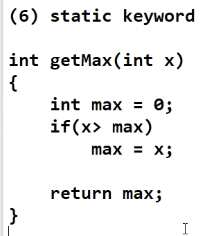 (6) static keyword
int getMax(int x)
{
    int max = 0;
    if(x> max)
        max = x;
    return max;
}